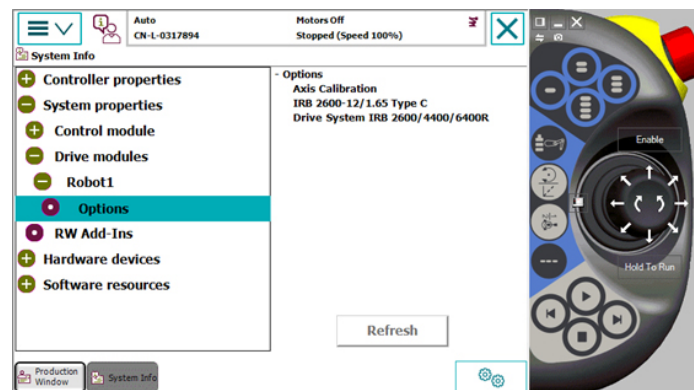 Auto
CN-L-0317894
Motors Off
Stopped (Speed 100%)
System Info
Controller properties
System properties
Control module
Drive modules
Robot1
Options
RW Add-Ins
Hardware devices
Software resources
- Options
Axis Calibration
IRB 2600-12/1.65 Type C
Drive System IRB 2600/4400/6400R
Refresh
Production
Window
System Info
Enable
Hold To Run